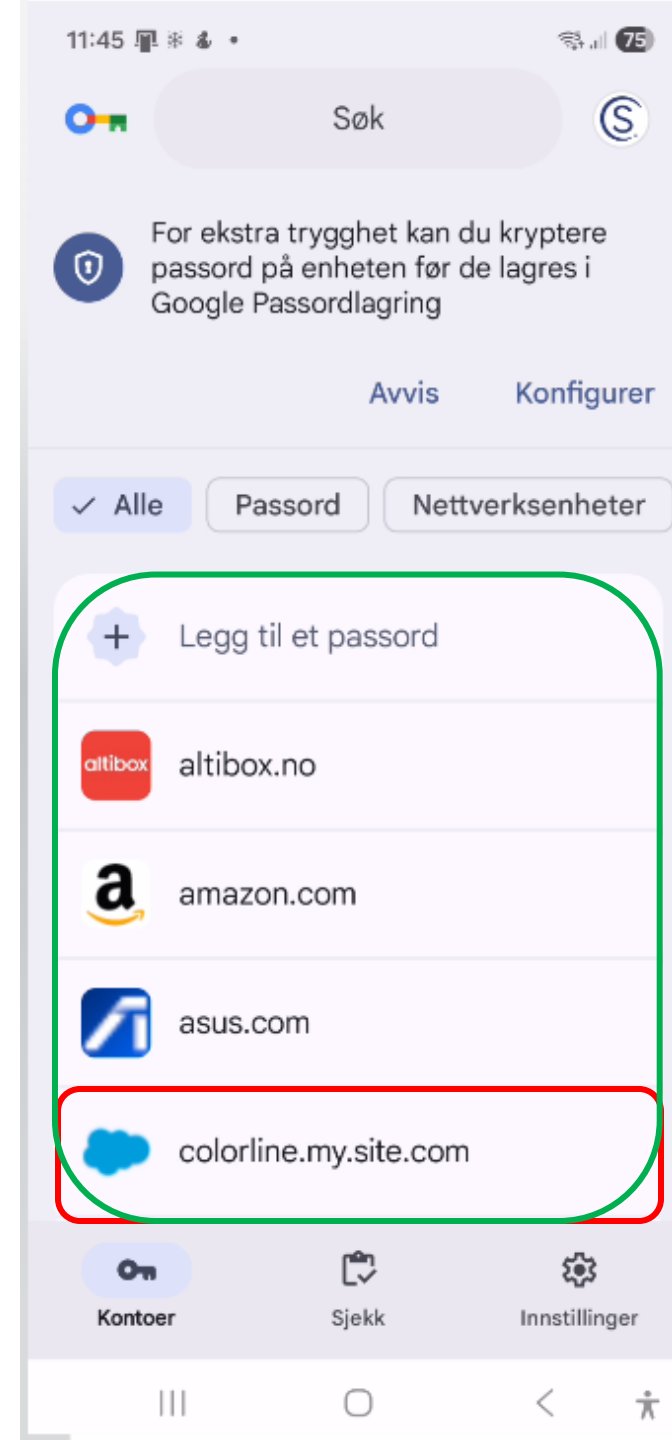 11:45
75
Søk
For ekstra trygghet kan du kryptere
passord på enheten før de lagres i
Google Passordlagring
Avvis Konfigurer
Alle Passord Nettverksenheter
Legg til et passord
altibox altibox.no
a amazon.com
asus.com
colorline.my.site.com
Kontoer Sjekk Innstillinger